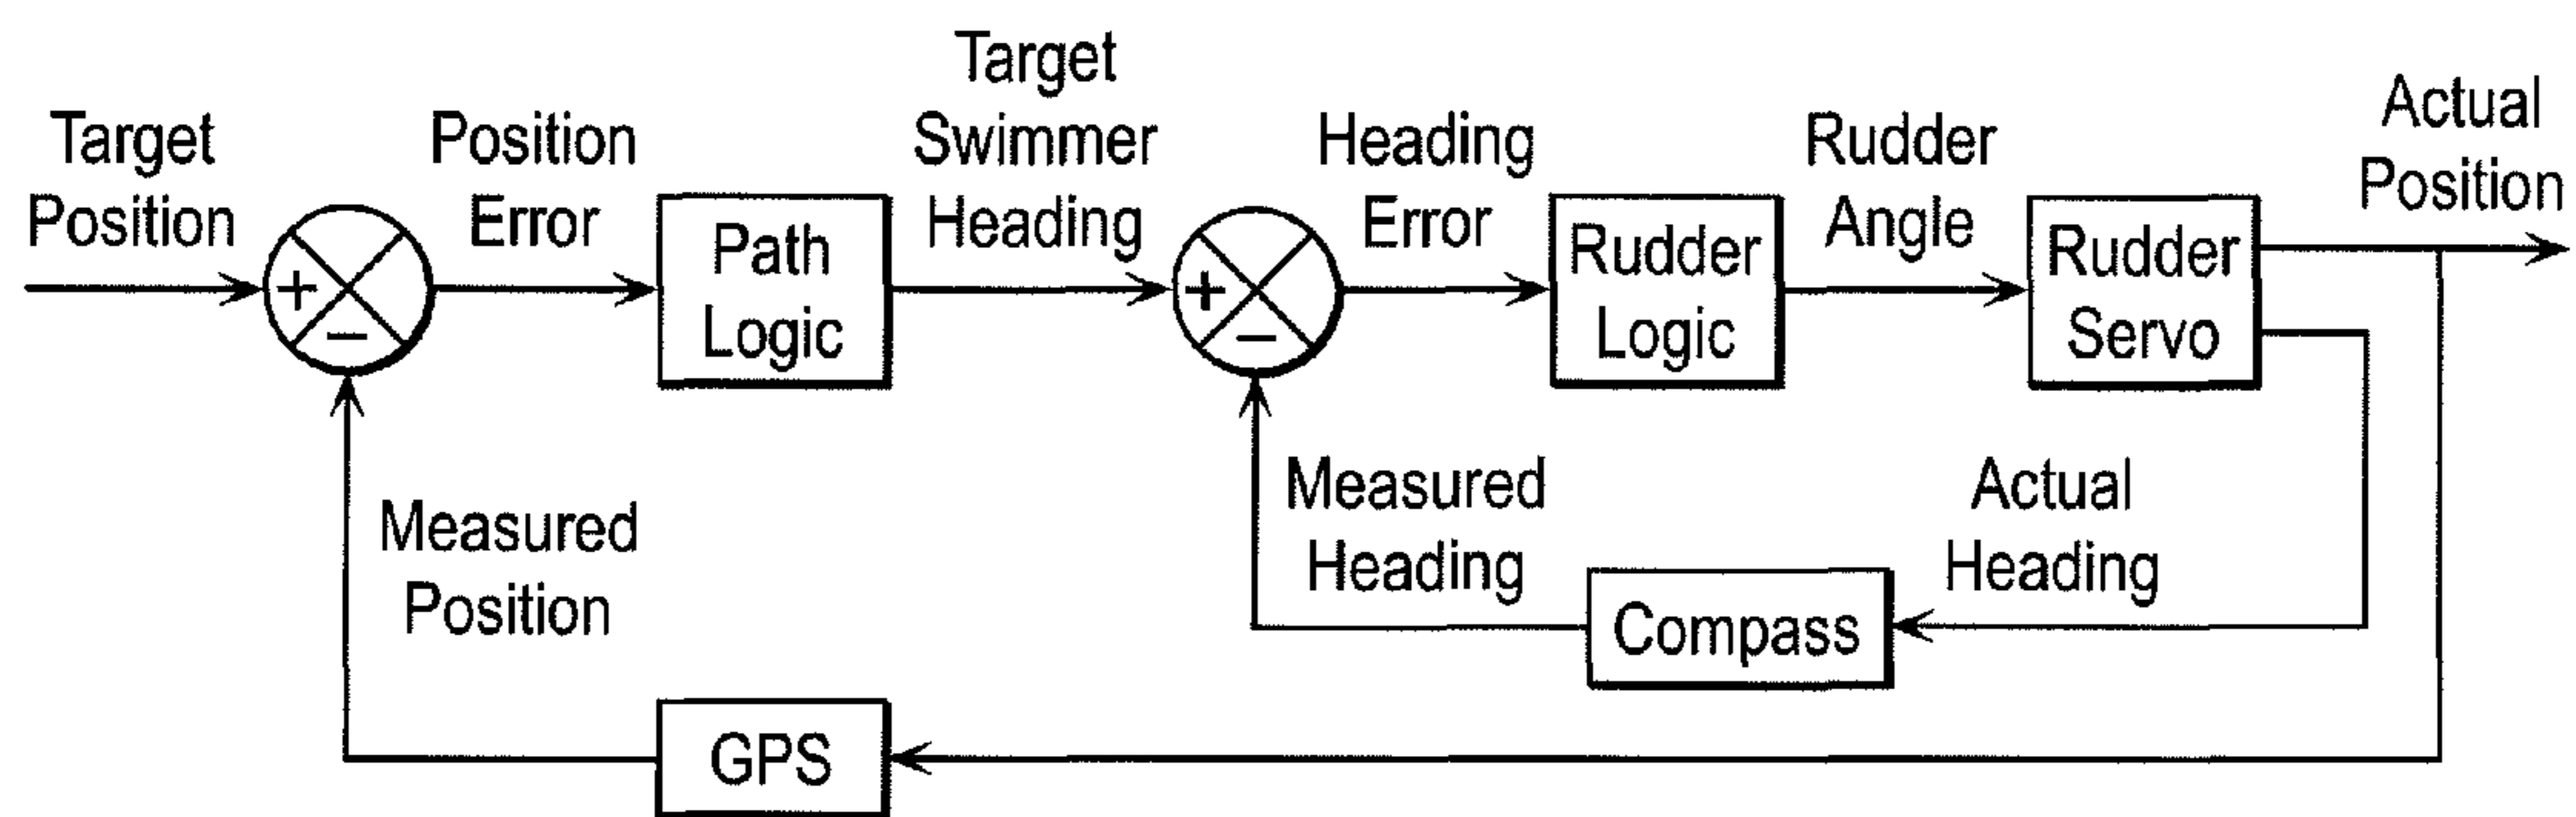 Target
Position
+
−
Position
Error
Path
Logic
Target
Swimmer
Heading
+
−
Heading
Error
Rudder
Logic
Rudder
Angle
Rudder
Servo
Actual
Position
Measured
Position
Measured
Heading
Compass
Actual
Heading
GPS